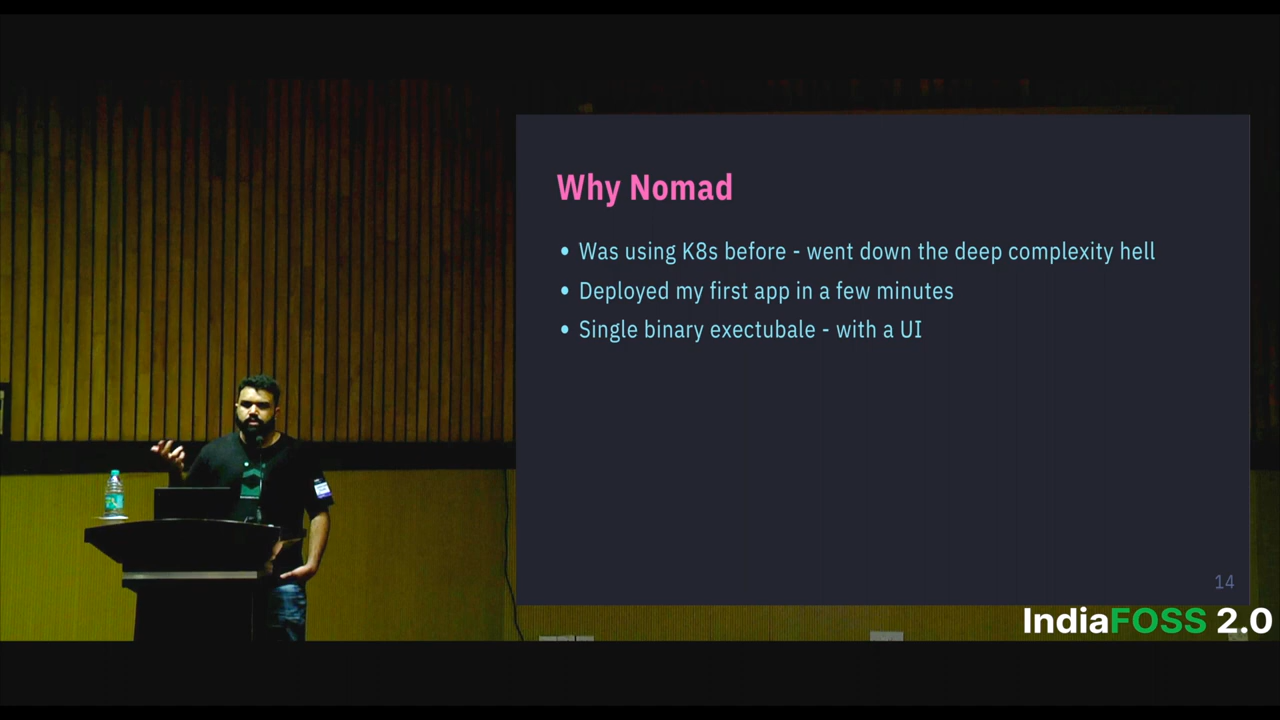 Why Nomad
• Was using K8s before - went down the deep complexity hell
• Deployed my first app in a few minutes
• Single binary exectubale - with a UI
14
IndiaFOSS 2.0